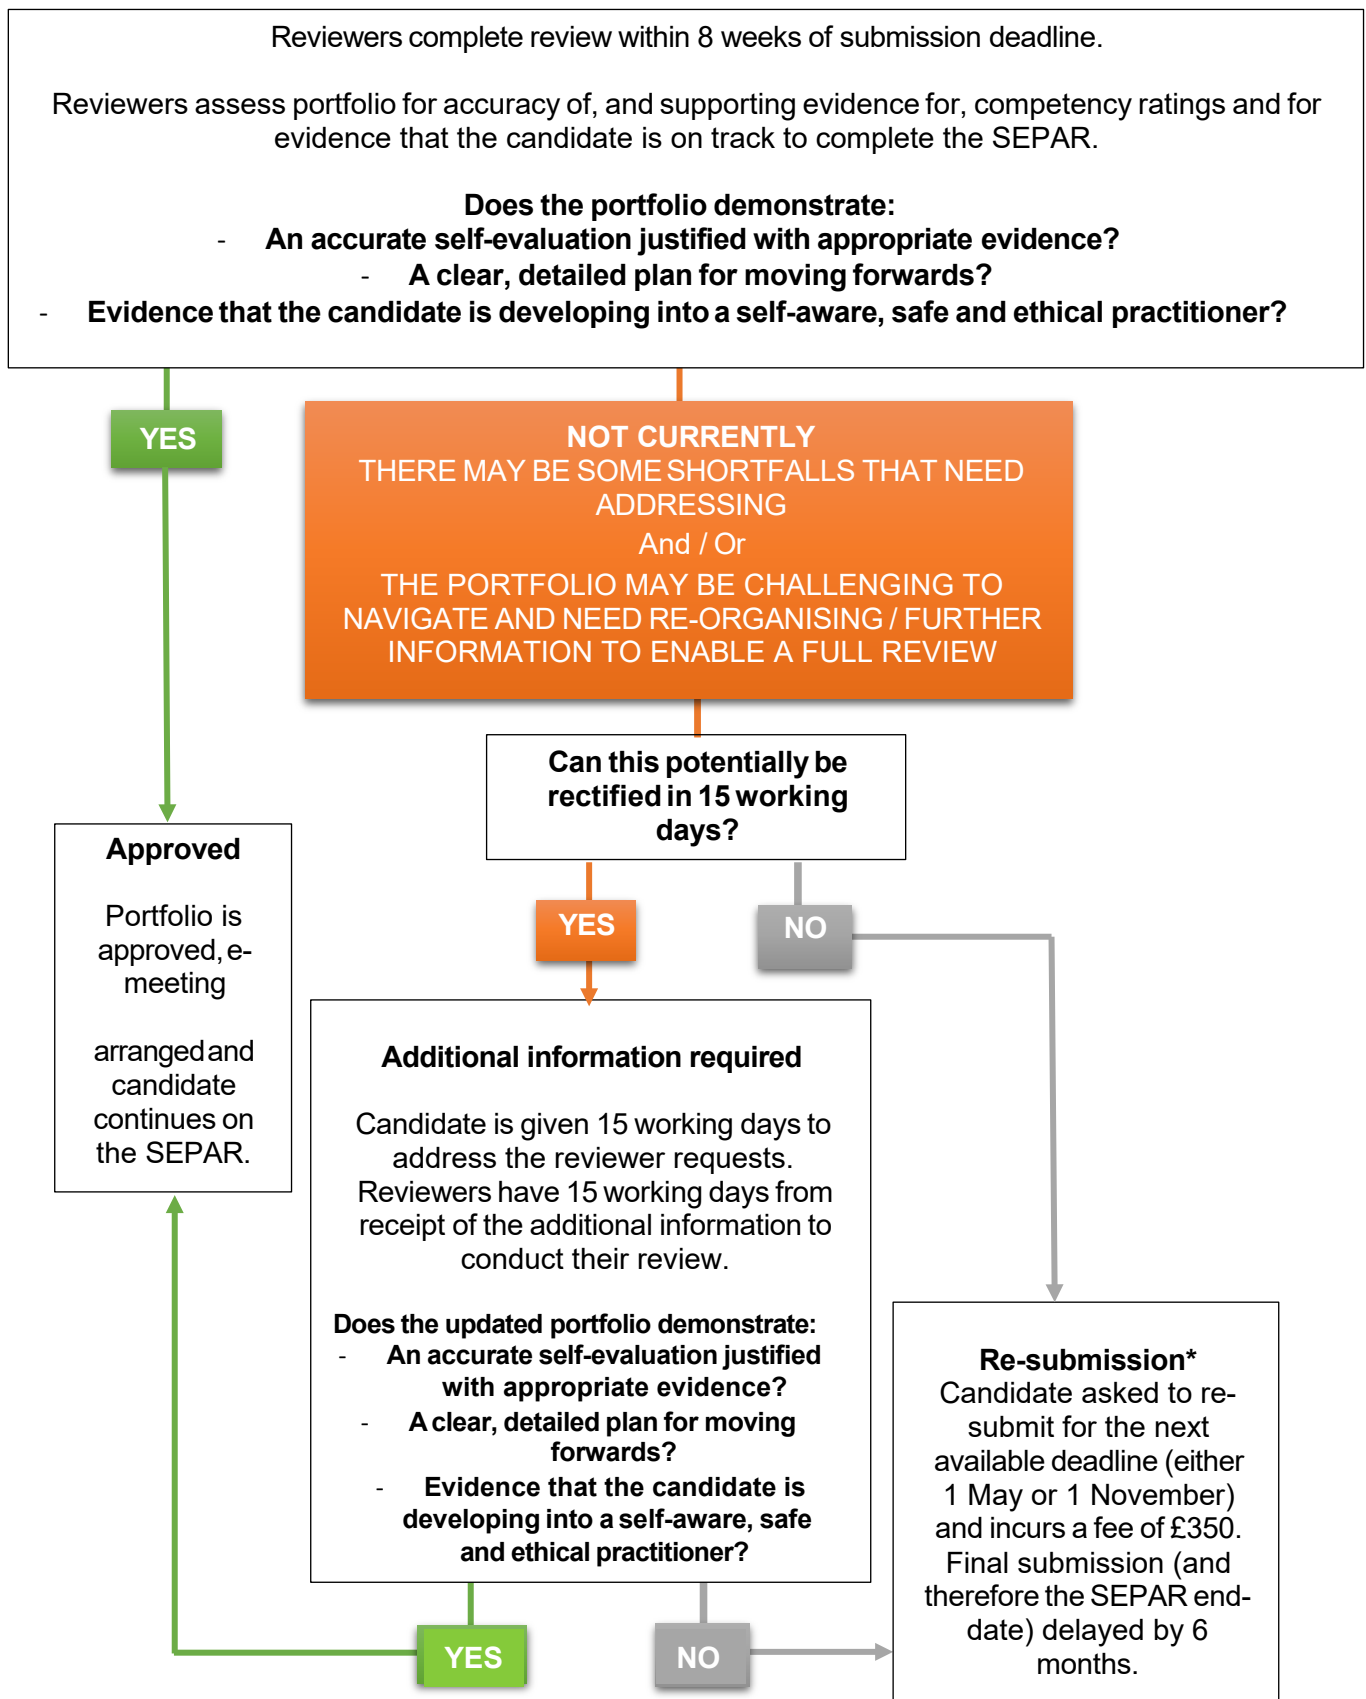 Reviewers complete review within 8 weeks of submission deadline.
Reviewers assess portfolio for accuracy of, and supporting evidence for, competency ratings and for
evidence that the candidate is on track to complete the SEPAR.
Does the portfolio demonstrate:
- An accurate self-evaluation justified with appropriate evidence?
- A clear, detailed plan for moving forwards?
- Evidence that the candidate is developing into a self-aware, safe and ethical practitioner?
YES
NOT CURRENTLY
THERE MAY BE SOME SHORTFALLS THAT NEED
ADDRESSING
And / Or
THE PORTFOLIO MAY BE CHALLENGING TO
NAVIGATE AND NEED RE-ORGANISING / FURTHER
INFORMATION TO ENABLE A FULL REVIEW
Can this potentially be
rectified in 15 working
days?
YES
NO
Approved
Portfolio is
approved, e-
meeting
arranged and
candidate
continues on
the SEPAR.
Additional information required
Candidate is given 15 working days to
address the reviewer requests.
Reviewers have 15 working days from
receipt of the additional information to
conduct their review.
Does the updated portfolio demonstrate:
- An accurate self-evaluation justified
with appropriate evidence?
- A clear, detailed plan for moving
forwards?
- Evidence that the candidate is
developing into a self-aware, safe
and ethical practitioner?
YES
NO
Re-submission*
Candidate asked to re-
submit for the next
available deadline (either
1 May or 1 November)
and incurs a fee of £350.
Final submission (and
therefore the SEPAR end-
date) delayed by 6
months.